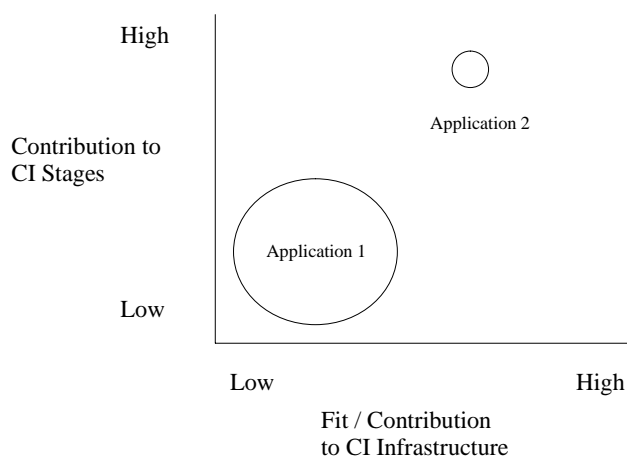 High
Application 2
Contribution to
CI Stages
Application 1
Low
Low
High
Fit / Contribution
to CI Infrastructure